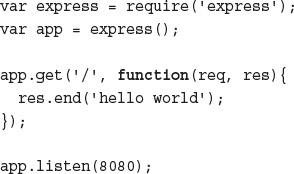 var express = require('express');
var app = express();

app.get('/', function(req, res){
  res.end('hello world');
});

app.listen(8080);